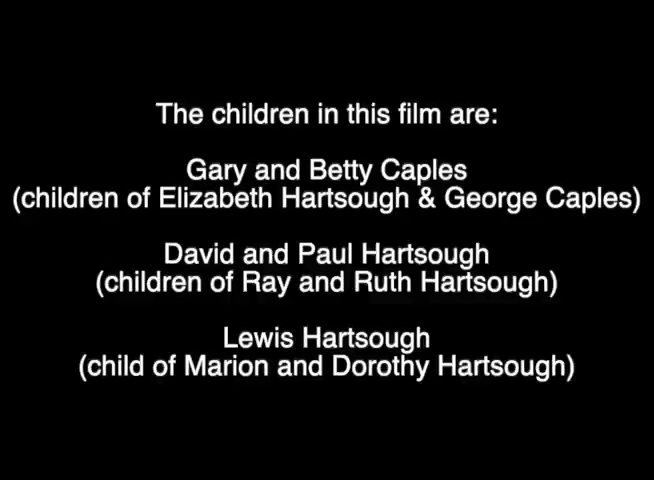 The children in this film are:
Gary and Betty Caples
(children of Elizabeth Hartsough & George Caples)
David and Paul Hartsough
(children of Ray and Ruth Hartsough)
Lewis Hartsough
(child of Marion and Dorothy Hartsough)